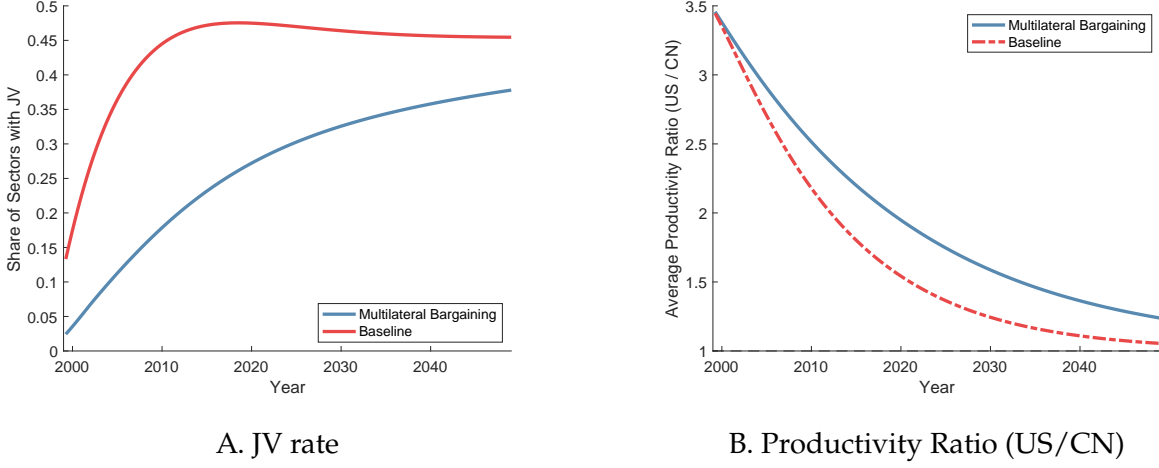 0.5
0.45
0.4
0.35
0.3
0.25
0.2
0.15
0.1
0.05
0
Share of Sectors with JV
2000 2010 2020 2030 2040
Year
Multilateral Bargaining
Baseline
A. JV rate
3.5
3
2.5
2
1.5
1
Average Productivity Ratio (US / CN)
2000 2010 2020 2030 2040
Year
Multilateral Bargaining
Baseline
B. Productivity Ratio (US/CN)